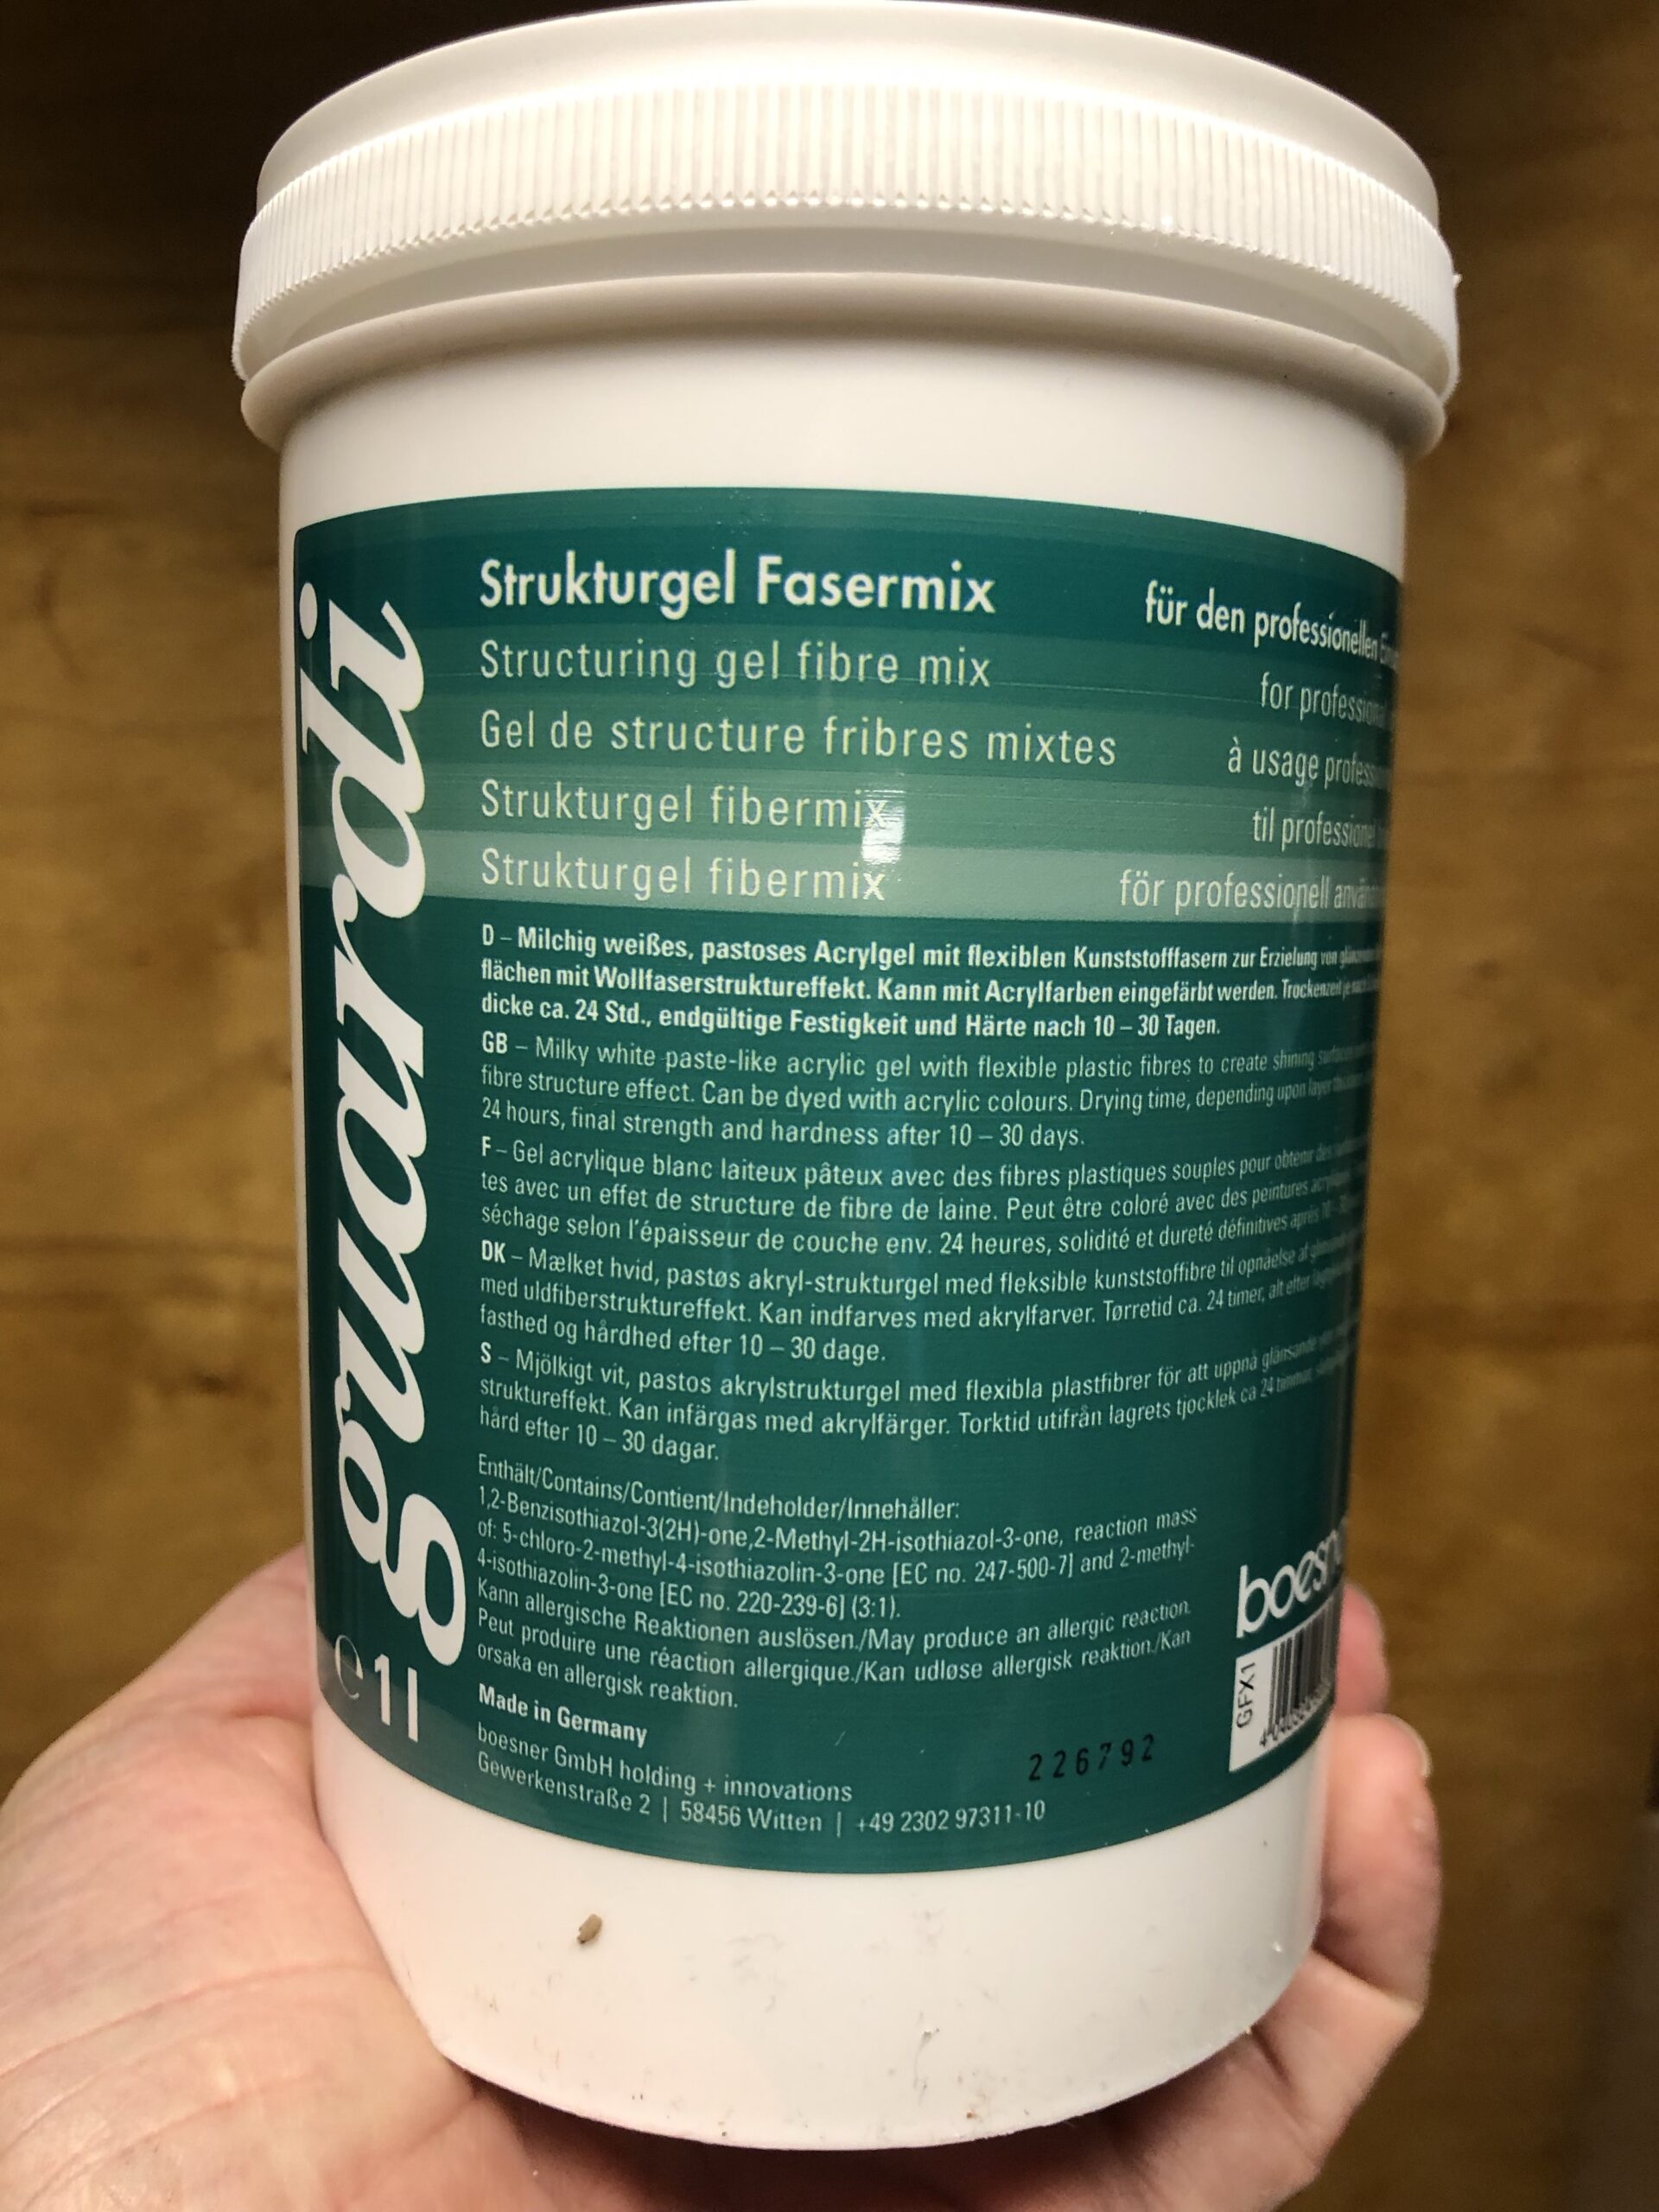 guardi
e 1 l
Strukturgel Fasermix für den professionellen
Structuring gel fibre mix for professional
Gel de structure fribres mixtes à usage
Strukturgel fibermix til professionel
Strukturgel fibermix för professionell
D – Milchig weißes, pastoses Acrylgel mit flexiblen Kunststofffasern zur Erzielung von
flächen mit Wollfaserstruktureffekt. Kann mit Acrylfarben eingefärbt werden. Trockenzeit je nach
dicke ca. 24 Std., endgültige Festigkeit und Härte nach 10 – 30 Tagen.
GB – Milky white paste-like acrylic gel with flexible plastic fibres to create shining
fibre structure effect. Can be dyed with acrylic colours. Drying time, depending upon layer
24 hours, final strength and hardness after 10 – 30 days.
F – Gel acrylique blanc laiteux pâteux avec des fibres plastiques souples pour obtenir des
tes avec un effet de structure de fibre de laine. Peut être coloré avec des peintures
séchage selon l'épaisseur de couche env. 24 heures, solidité et dureté définitives après
DK – Mælket hvid, pastøs akryl-strukturgel med fleksible kunststoffibre til opnåelse af
med uldfiberstruktureffekt. Kan indfarves med akrylfarver. Tørretid ca. 24 timer, alt efter
fasthed og hårdhed efter 10 – 30 dage.
S – Mjölkigt vit, pastos akrylstrukturgel med flexibla plastfibrer för att uppnå glänsande
struktureffekt. Kan infärgas med akrylfärger. Torktid utifrån lagrets tjocklek ca 24 timmar,
hård efter 10 – 30 dagar.
Enthält/Contains/Contient/Indeholder/Innehåller:
1,2-Benzisothiazol-3(2H)-one,2-Methyl-2H-isothiazol-3-one, reaction mass
of: 5-chloro-2-methyl-4-isothiazolin-3-one [EC no. 247-500-7] and 2-methyl-
4-isothiazolin-3-one [EC no. 220-239-6] (3:1).
Kann allergische Reaktionen auslösen./May produce an allergic reaction.
Peut produire une réaction allergique./Kan udløse allergisk reaktion./Kan
orsaka en allergisk reaktion.
Made in Germany
boesner GmbH holding + innovations
Gewerkenstraße 2 | 58456 Witten | +49 2302 97311-10
226792
boesn
GFX1